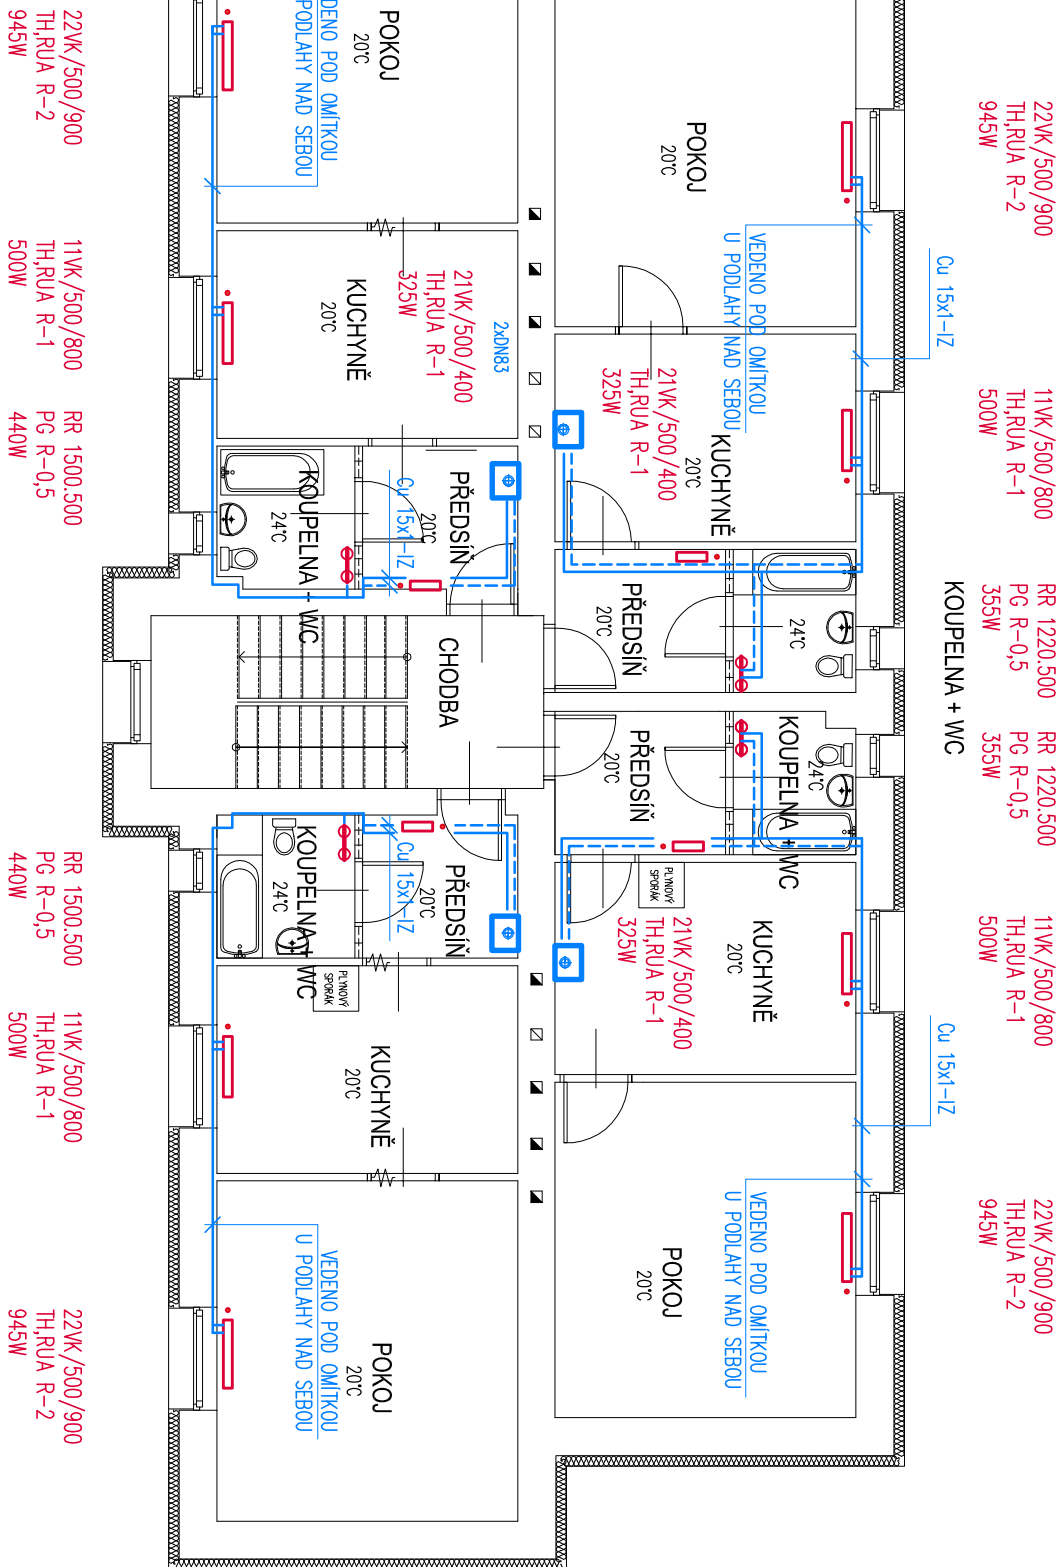 22VK/500/900
TH,RUA R-2
945W
11VK/500/800
TH,RUA R-1
500W
RR 1220.500
PG R-0,5
355W
RR 1220.500
PG R-0,5
355W
11VK/500/800
TH,RUA R-1
500W
22VK/500/900
TH,RUA R-2
945W
Cu 15x1-IZ
KOUPELNA + WC
Cu 15x1-IZ
POKOJ
20°C
VEDENO POD OMÍTKOU
U PODLAHY NAD SEBOU
KUCHYNĚ
20°C
21VK/500/400
TH,RUA R-1
325W
24°C
PŘEDSÍŇ
20°C
KOUPELNA + WC
24°C
PŘEDSÍŇ
20°C
PLYNOVÝ
SPORÁK
KUCHYNĚ
20°C
21VK/500/400
TH,RUA R-1
325W
POKOJ
20°C
VEDENO POD OMÍTKOU
U PODLAHY NAD SEBOU
2xDN83
POKOJ
20°C
DENO POD OMÍTKOU
PODLAHY NAD SEBOU
KUCHYNĚ
20°C
21VK/500/400
TH,RUA R-1
325W
PŘEDSÍŇ
20°C
Cu 15x1-IZ
KOUPELNA + WC
24°C
CHODBA
PŘEDSÍŇ
20°C
Cu 15x1-IZ
KOUPELNA + WC
24°C
PLYNOVÝ
SPORÁK
KUCHYNĚ
20°C
POKOJ
20°C
VEDENO POD OMÍTKOU
U PODLAHY NAD SEBOU
22VK/500/900
TH,RUA R-2
945W
11VK/500/800
TH,RUA R-1
500W
RR 1500.500
PG R-0,5
440W
RR 1500.500
PG R-0,5
440W
11VK/500/800
TH,RUA R-1
500W
22VK/500/900
TH,RUA R-2
945W